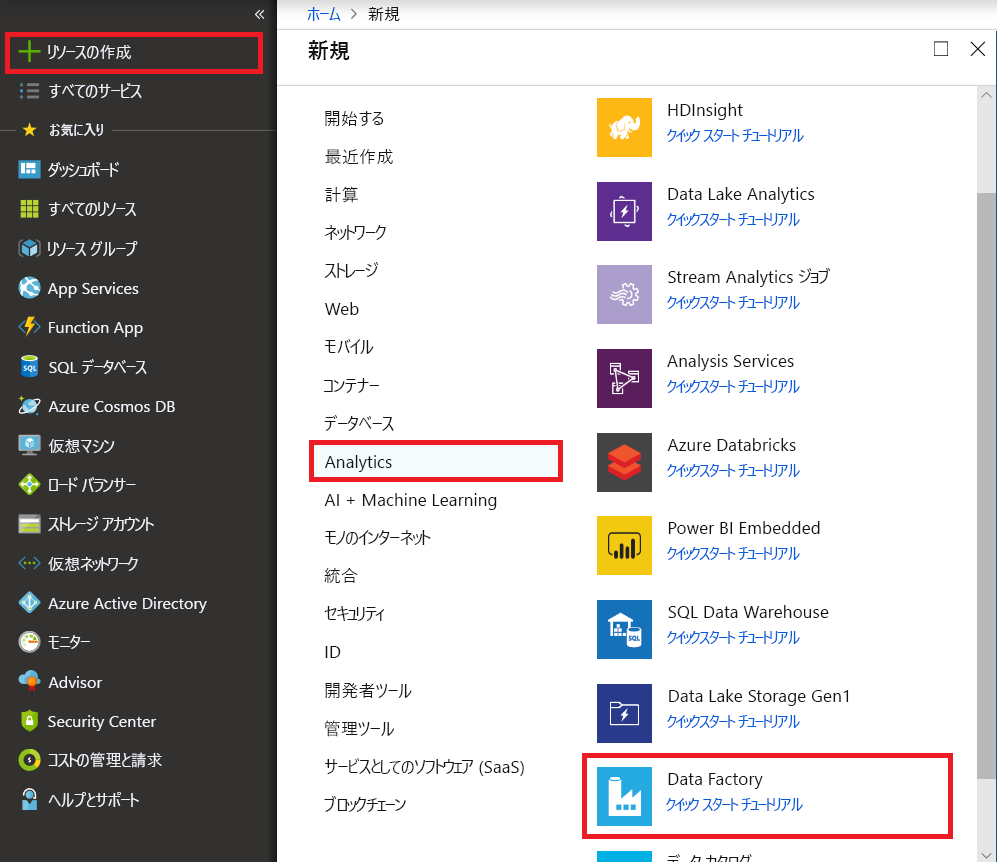 «
リソースの作成
すべてのサービス
お気に入り
ダッシュボード
すべてのリソース
リソース グループ
App Services
Function App
SQL データベース
Azure Cosmos DB
仮想マシン
ロード バランサー
ストレージ アカウント
仮想ネットワーク
Azure Active Directory
モニター
Advisor
Security Center
コストの管理と請求
ヘルプとサポート
ホーム > 新規
新規
開始する
最近作成
計算
ネットワーク
ストレージ
Web
モバイル
コンテナー
データベース
Analytics
AI + Machine Learning
モノのインターネット
統合
セキュリティ
ID
開発者ツール
管理ツール
サービスとしてのソフトウェア (SaaS)
ブロックチェーン
HDInsight
クイック スタート チュートリアル
Data Lake Analytics
クイックスタート チュートリアル
Stream Analytics ジョブ
クイックスタート チュートリアル
Analysis Services
クイックスタート チュートリアル
Azure Databricks
クイックスタート チュートリアル
Power BI Embedded
クイックスタート チュートリアル
SQL Data Warehouse
クイックスタート チュートリアル
Data Lake Storage Gen1
クイックスタート チュートリアル
Data Factory
クイック スタート チュートリアル
データ カタログ